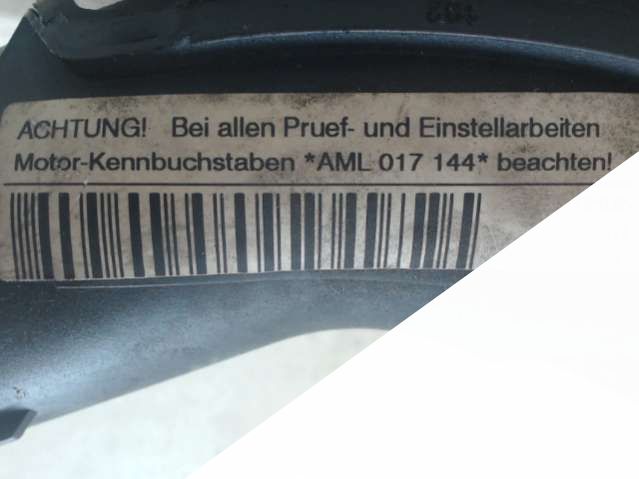 ACHTUNG! Bei allen Pruef- und Einstellarbeiten
Motor-Kennbuchstaben *AML 017 144* beachten!